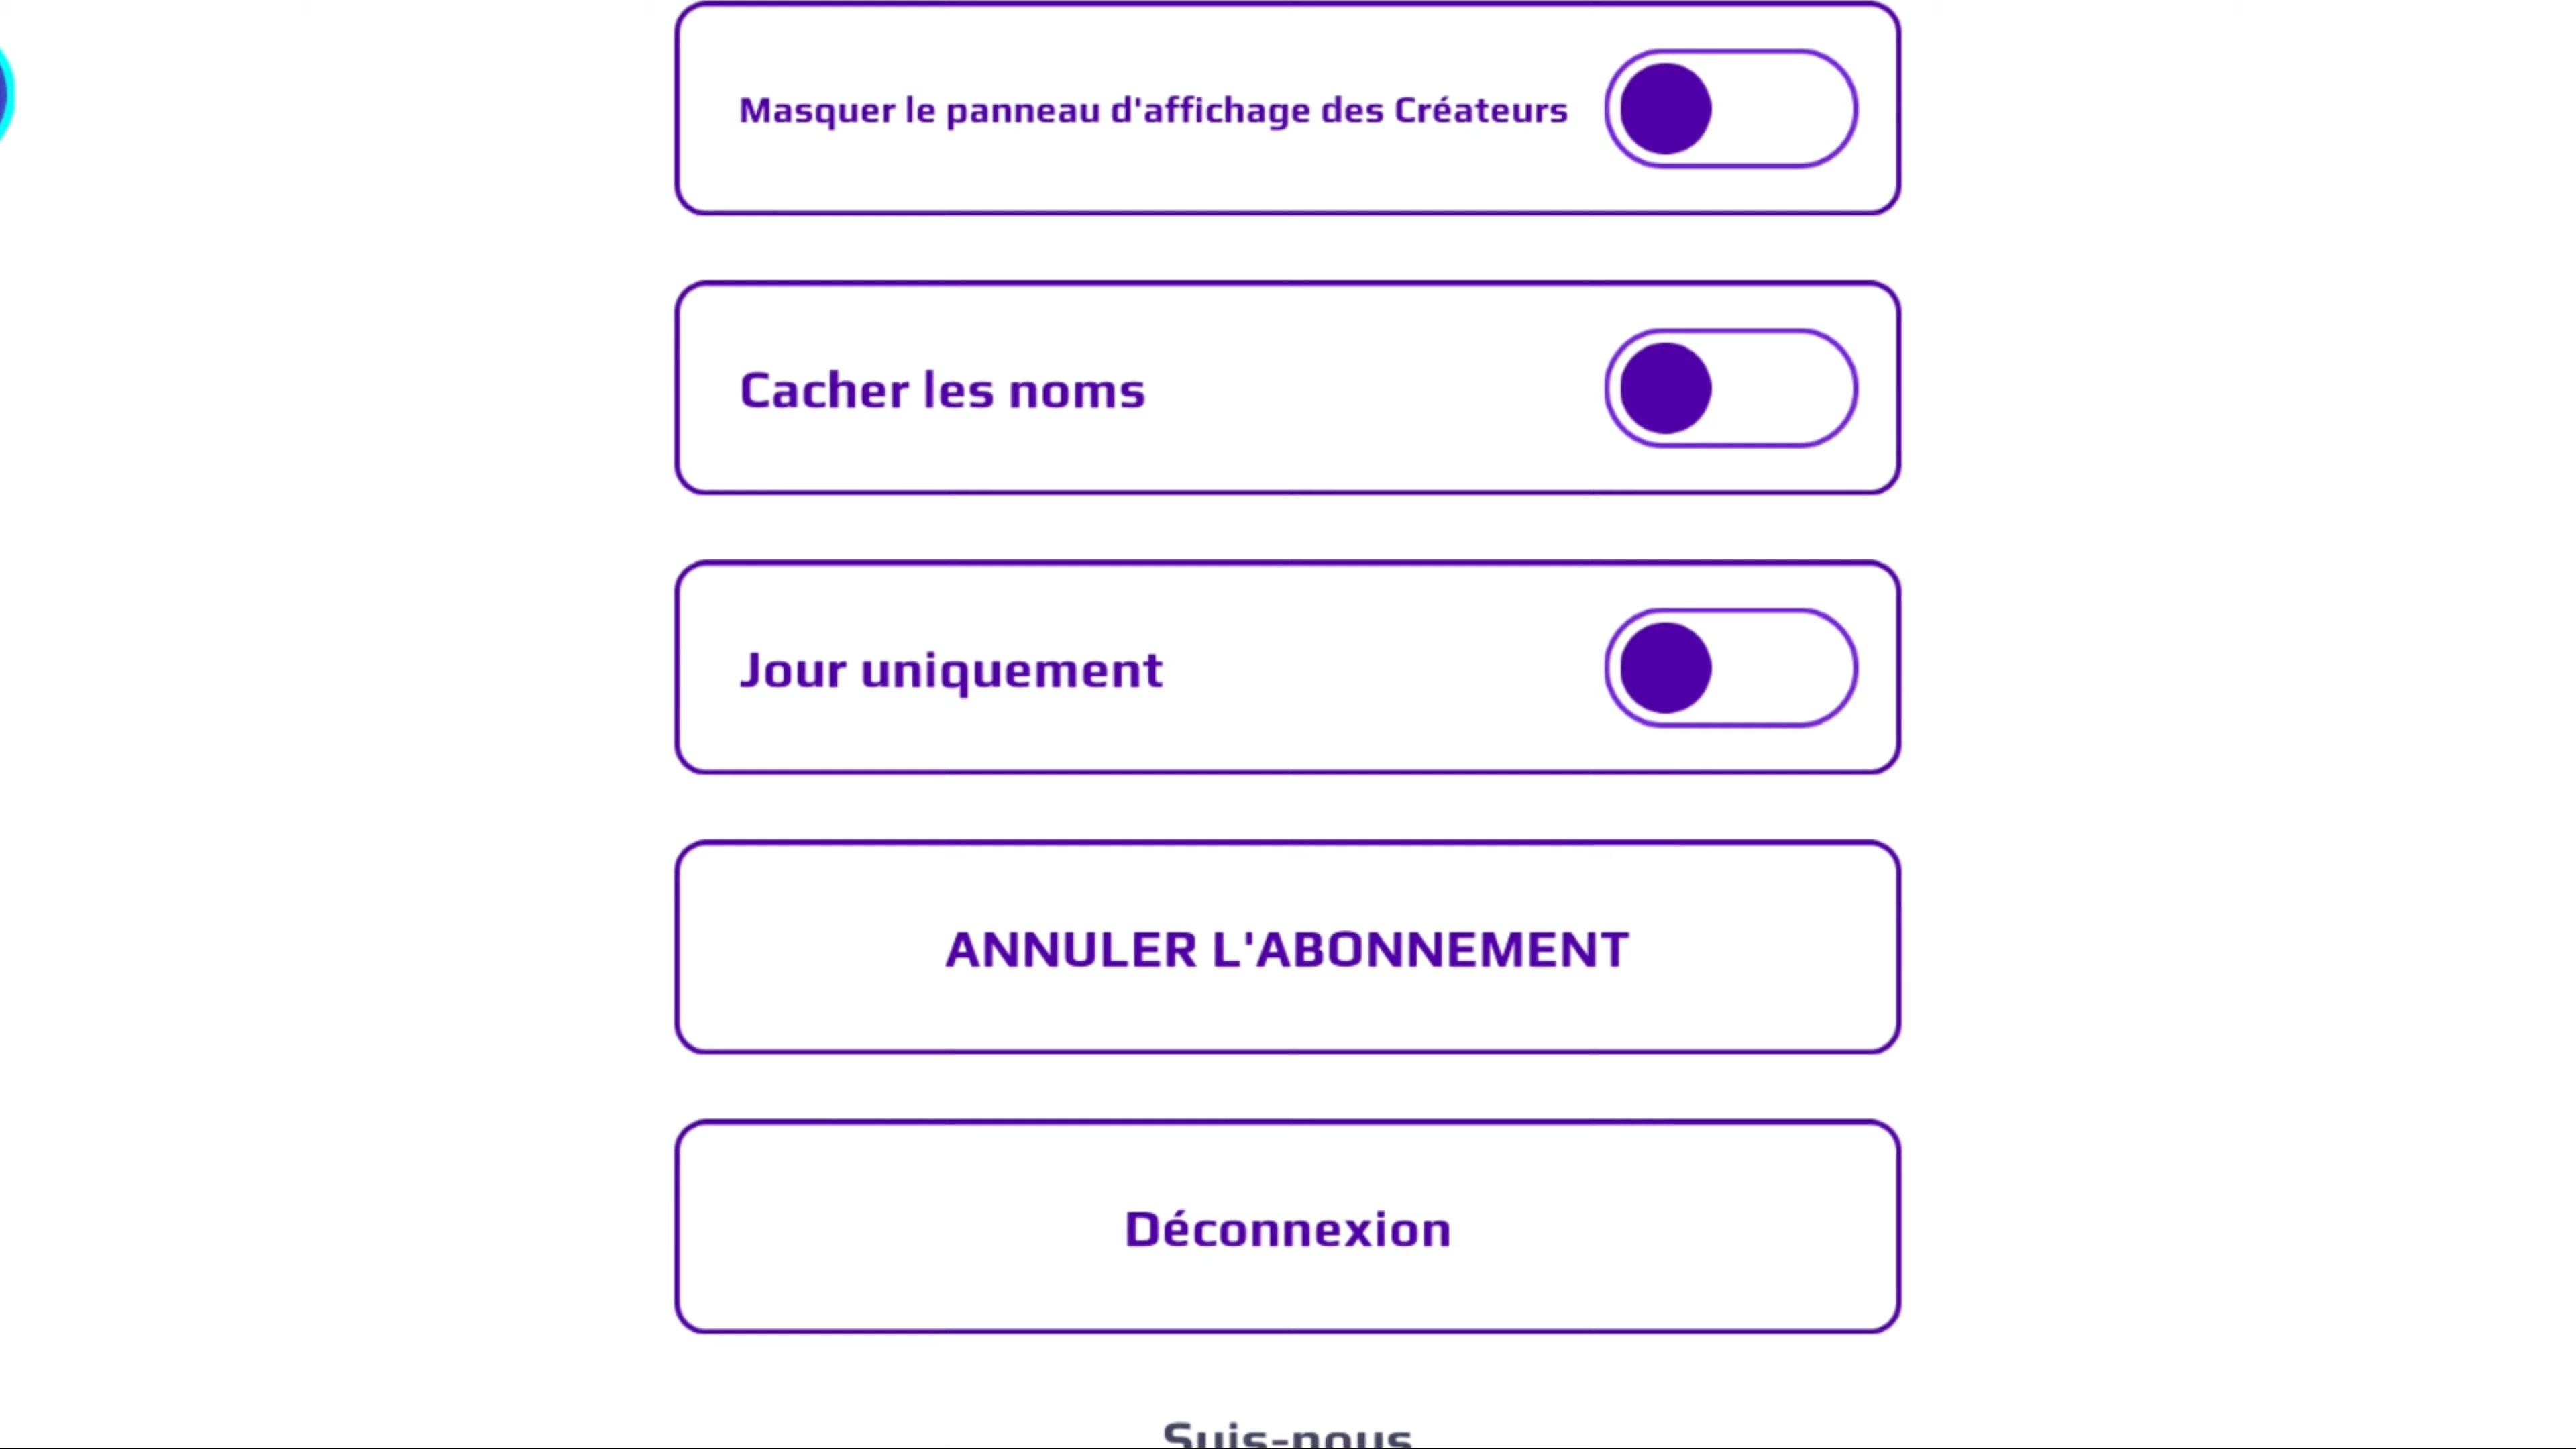 Masquer le panneau d'affichage des Créateurs
Cacher les noms
Jour uniquement
ANNULER L'ABONNEMENT
Déconnexion
Suis-nous